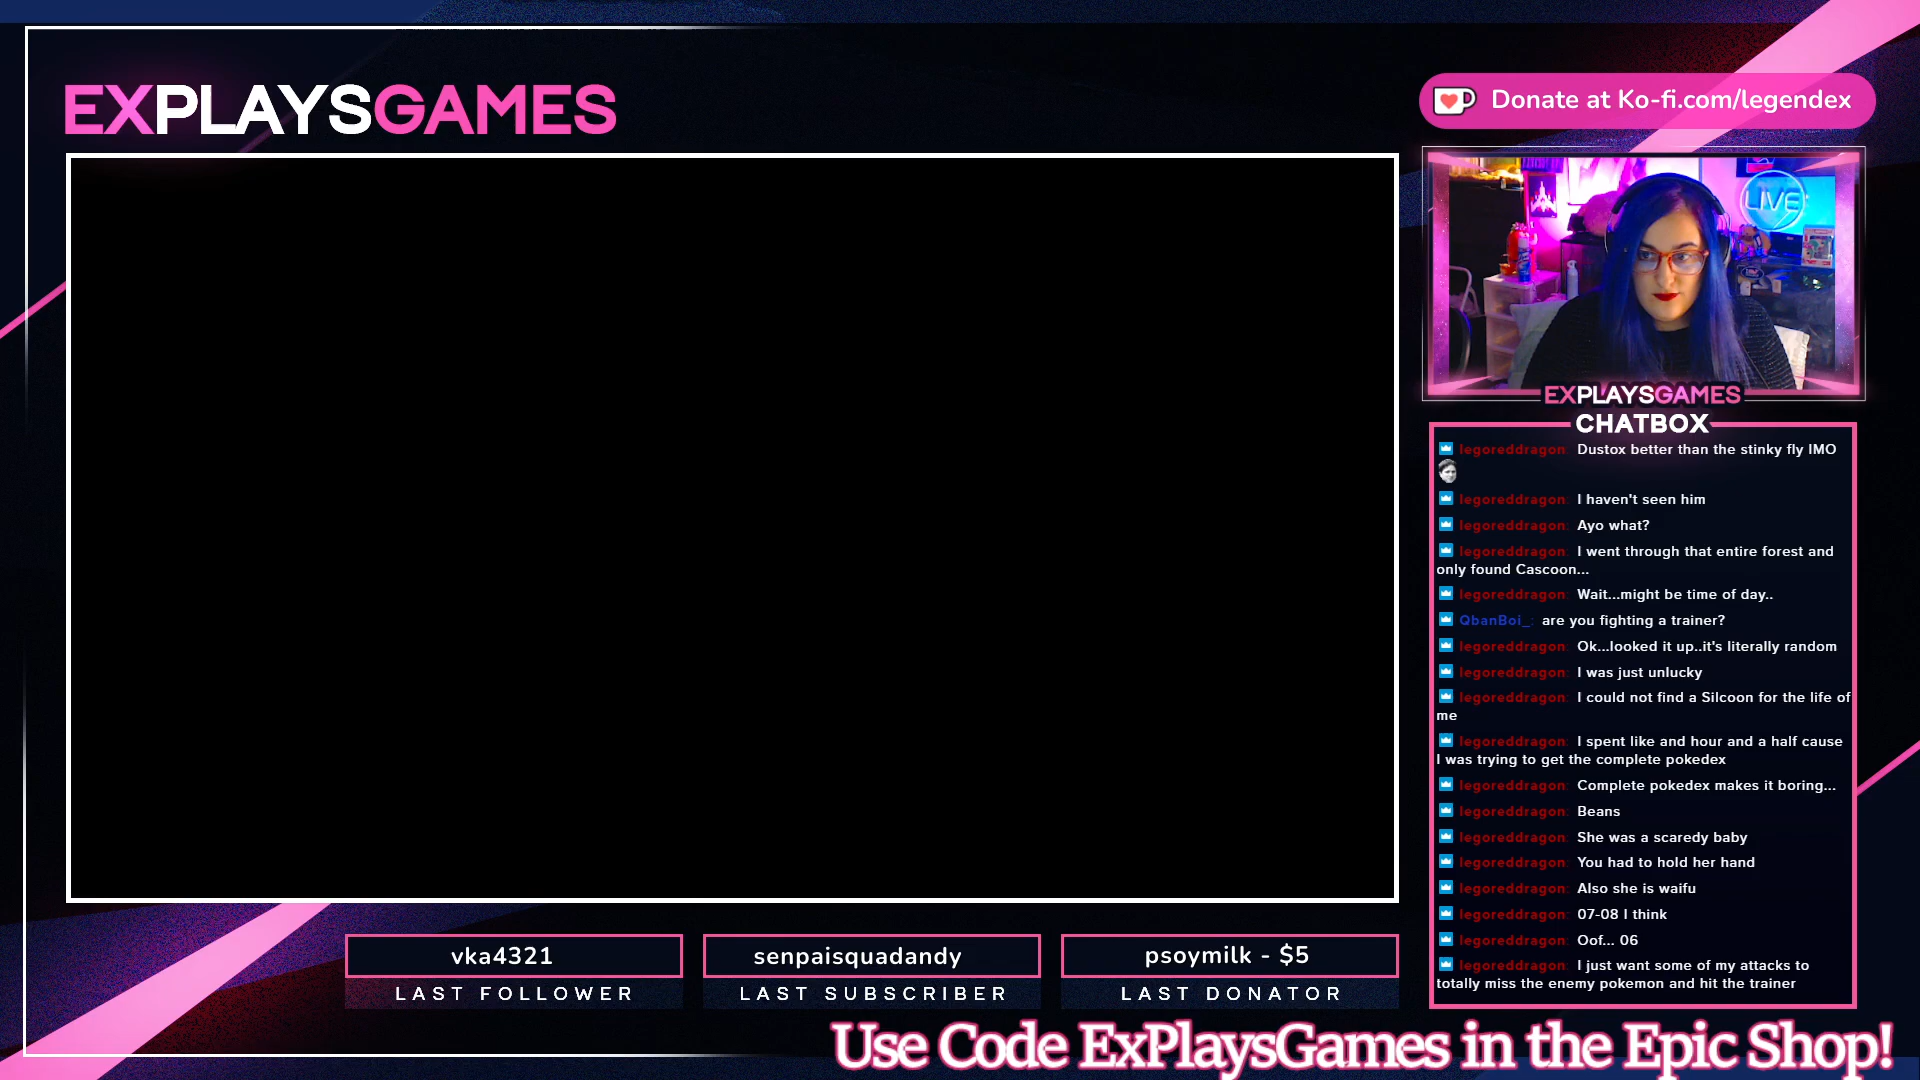 EXPLAYSGAMES
Donate at Ko-fi.com/legendex
LIVE
EXPLAYSGAMES
CHATBOX
legoreddragon: Dustox better than the stinky fly IMO
legoreddragon: I haven't seen him
legoreddragon: Ayo what?
legoreddragon: I went through that entire forest and
only found Cascoon...
legoreddragon: Wait...might be time of day..
QbanBoi_: are you fighting a trainer?
legoreddragon: Ok...looked it up..it's literally random
legoreddragon: I was just unlucky
legoreddragon: I could not find a Silcoon for the life of
me
legoreddragon: I spent like and hour and a half cause
I was trying to get the complete pokedex
legoreddragon: Complete pokedex makes it boring...
legoreddragon: Beans
legoreddragon: She was a scaredy baby
legoreddragon: You had to hold her hand
legoreddragon: Also she is waifu
legoreddragon: 07-08 I think
legoreddragon: Oof... 06
legoreddragon: I just want some of my attacks to
totally miss the enemy pokemon and hit the trainer
vka4321
LAST FOLLOWER
senpaisquadandy
LAST SUBSCRIBER
psoymilk - $5
LAST DONATOR
Use Code ExPlaysGames in the Epic Shop!